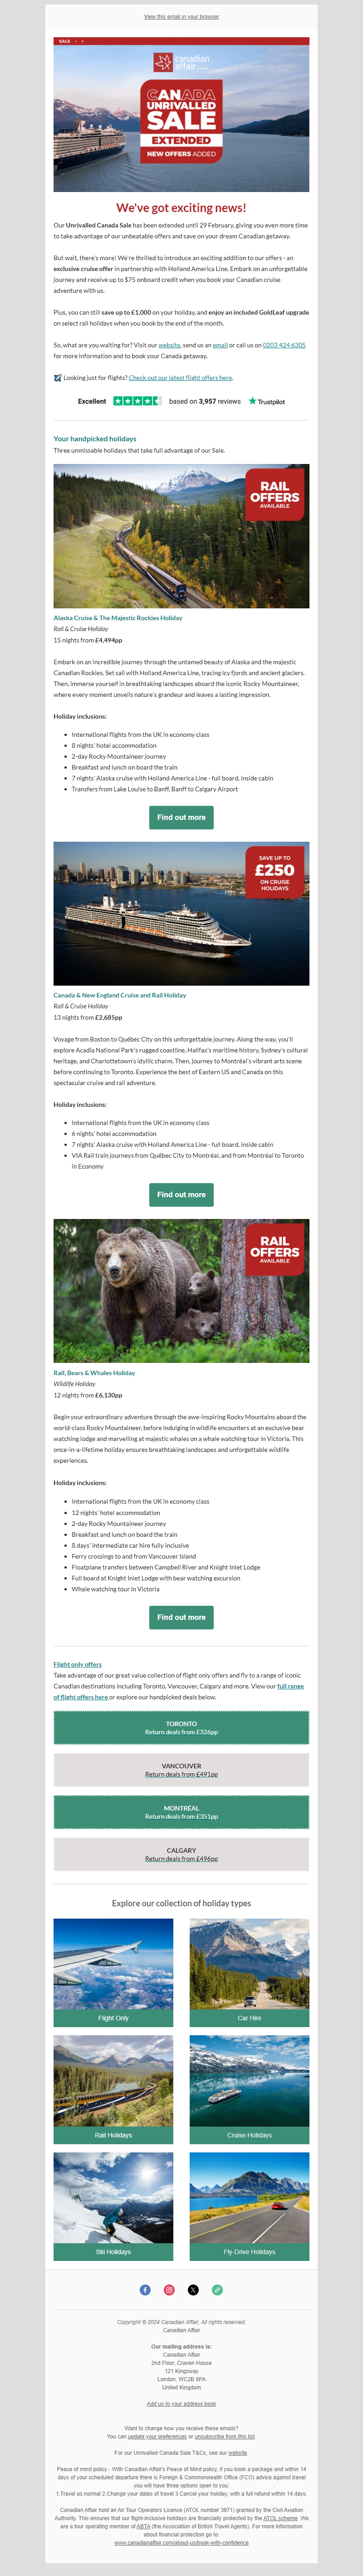 View this email in your browser
SALE
canadian
affair
CANADA
UNRIVALLED
SALE
EXTENDED
NEW OFFERS ADDED
We've got exciting news!
Our Unrivalled Canada Sale has been extended until 29 February, giving you even more time
to take advantage of our unbeatable offers and save on your dream Canadian getaway.
But wait, there's more! We're thrilled to introduce an exciting addition to our offers - an
exclusive cruise offer in partnership with Holland America Line. Embark on an unforgettable
journey and receive up to $75 onboard credit when you book your Canadian cruise
adventure with us.
Plus, you can still save up to £1,000 on your holiday, and enjoy an included GoldLeaf upgrade
on select rail holidays when you book by the end of the month.
So, what are you waiting for? Visit our website, send us an email or call us on 0203 424 6305
for more information and to book your Canada getaway.
Looking just for flights? Check out our latest flight offers here.
Excellent based on 3,957 reviews Trustpilot
Your handpicked holidays
Three unmissable holidays that take full advantage of our Sale.
RAIL
OFFERS
AVAILABLE
Alaska Cruise & The Majestic Rockies Holiday
Rail & Cruise Holiday
15 nights from £4,494pp
Embark on an incredible journey through the untamed beauty of Alaska and the majestic
Canadian Rockies. Set sail with Holland America Line, tracing icy fjords and ancient glaciers.
Then, immerse yourself in breathtaking landscapes aboard the iconic Rocky Mountaineer,
where every moment unveils nature's grandeur and leaves a lasting impression.
Holiday inclusions:
• International flights from the UK in economy class
• 8 nights' hotel accommodation
• 2-day Rocky Mountaineer journey
• Breakfast and lunch on board the train
• 7 nights' Alaska cruise with Holland America Line - full board, inside cabin
• Transfers from Lake Louise to Banff, Banff to Calgary Airport
Find out more
SAVE UP TO
£250
ON CRUISE
HOLIDAYS
Canada & New England Cruise and Rail Holiday
Rail & Cruise Holiday
13 nights from £2,685pp
Voyage from Boston to Québec City on this unforgettable journey. Along the way, you'll
explore Acadia National Park's rugged coastline, Halifax's maritime history, Sydney's cultural
heritage, and Charlottetown's idyllic charm. Then, journey to Montréal's vibrant arts scene
before continuing to Toronto. Experience the best of Eastern US and Canada on this
spectacular cruise and rail adventure.
Holiday inclusions:
• International flights from the UK in economy class
• 6 nights' hotel accommodation
• 7 nights' Alaska cruise with Holland America Line - full board, inside cabin
• VIA Rail train journeys from Québec City to Montréal, and from Montréal to Toronto
in Economy
Find out more
RAIL
OFFERS
AVAILABLE
Rail, Bears & Whales Holiday
Wildlife Holiday
12 nights from £6,130pp
Begin your extraordinary adventure through the awe-inspiring Rocky Mountains aboard the
world-class Rocky Mountaineer, before indulging in wildlife encounters at an exclusive bear
watching lodge and marvelling at majestic whales on a whale watching tour in Victoria. This
once-in-a-lifetime holiday ensures breathtaking landscapes and unforgettable wildlife
experiences.
Holiday inclusions:
• International flights from the UK in economy class
• 12 nights' hotel accommodation
• 2-day Rocky Mountaineer journey
• Breakfast and lunch on board the train
• 8 days' intermediate car hire fully inclusive
• Ferry crossings to and from Vancouver Island
• Floatplane transfers between Campbell River and Knight Inlet Lodge
• Full board at Knight Inlet Lodge with bear watching excursion
• Whale watching tour in Victoria
Find out more
Flight only offers
Take advantage of our great value collection of flight only offers and fly to a range of iconic
Canadian destinations including Toronto, Vancouver, Calgary and more. View our full range
of flight offers here or explore our handpicked deals below.
TORONTO
Return deals from £326pp
VANCOUVER
Return deals from £491pp
MONTRÉAL
Return deals from £351pp
CALGARY
Return deals from £496pp
Explore our collection of holiday types
Flight Only
Car Hire
Rail Holidays
Cruise Holidays
Ski Holidays
Fly-Drive Holidays
Copyright © 2024 Canadian Affair, All rights reserved.
Canadian Affair
Our mailing address is:
Canadian Affair
2nd Floor, Craven House
121 Kingsway
London, WC2B 6PA
United Kingdom
Add us to your address book
Want to change how you receive these emails?
You can update your preferences or unsubscribe from this list.
For our Unrivalled Canada Sale T&Cs, see our website.
Peace of mind policy - With Canadian Affair's Peace of Mind policy, if you book a package and within 14
days of your scheduled departure there is Foreign & Commonwealth Office (FCO) advice against travel
you will have three options open to you:
1.Travel as normal 2.Change your dates of travel 3.Cancel your holiday, with a full refund within 14 days.
Canadian Affair hold an Air Tour Operators Licence (ATOL number 3971) granted by the Civil Aviation
Authority. This ensures that our flight-inclusive holidays are financially protected by the ATOL scheme. We
are a tour operating member of ABTA (the Association of British Travel Agents). For more information
about financial protection go to:
www.canadianaffair.com/about-us/book-with-confidence